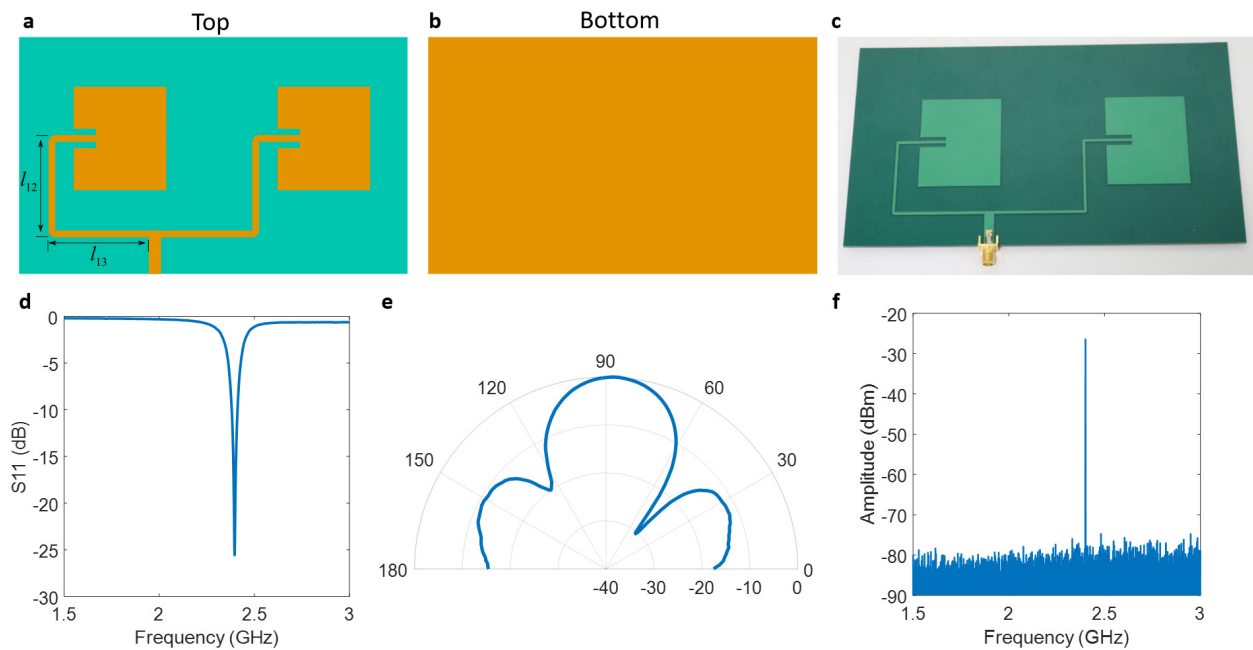 a
Top
b
Bottom
c
l12
l13
d
0
-5
-10
-15
-20
-25
-30
S11 (dB)
1.5
2
2.5
3
Frequency (GHz)
e
90
120
60
150
30
180
0
-40
-30
-20
-10
0
f
-20
-30
-40
-50
-60
-70
-80
-90
Amplitude (dBm)
1.5
2
2.5
3
Frequency (GHz)